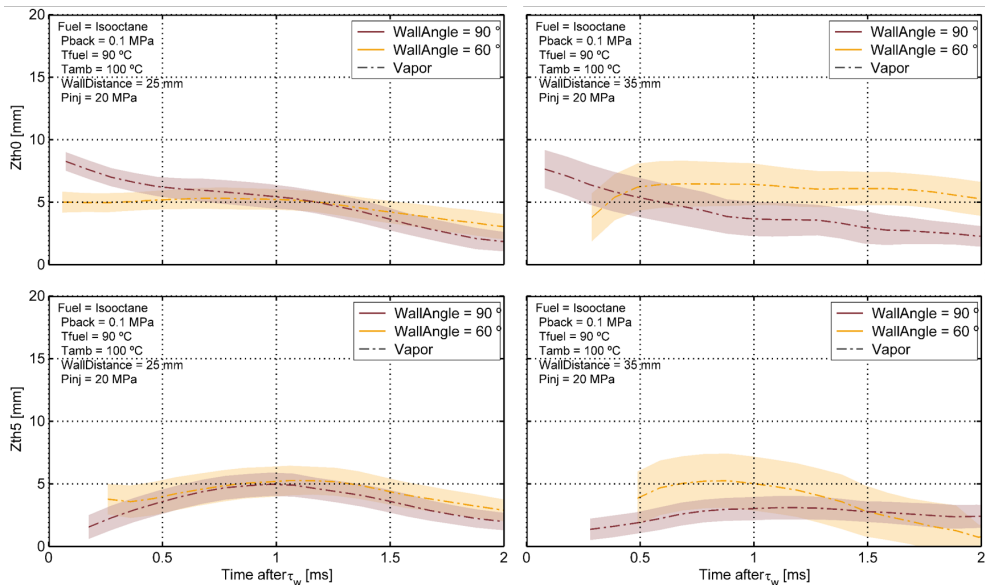 20
Fuel = Isooctane
Pback = 0.1 MPa
Tfuel = 90 ºC
Tamb = 100 ºC
WallDistance = 25 mm
Pinj = 20 MPa
WallAngle = 90 º
WallAngle = 60 º
Vapor
15
10
5
0
Zth0 [mm]
Fuel = Isooctane
Pback = 0.1 MPa
Tfuel = 90 ºC
Tamb = 100 ºC
WallDistance = 35 mm
Pinj = 20 MPa
WallAngle = 90 º
WallAngle = 60 º
Vapor
20
Fuel = Isooctane
Pback = 0.1 MPa
Tfuel = 90 ºC
Tamb = 100 ºC
WallDistance = 25 mm
Pinj = 20 MPa
WallAngle = 90 º
WallAngle = 60 º
Vapor
15
10
5
0
Zth5 [mm]
0 0.5 1 1.5 2
Time after τw [ms]
Fuel = Isooctane
Pback = 0.1 MPa
Tfuel = 90 ºC
Tamb = 100 ºC
WallDistance = 35 mm
Pinj = 20 MPa
WallAngle = 90 º
WallAngle = 60 º
Vapor
0 0.5 1 1.5 2
Time after τw [ms]